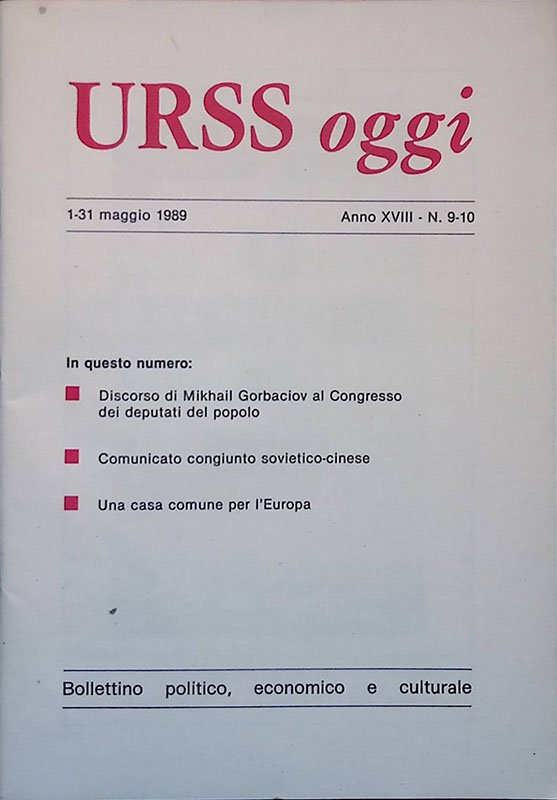 URSS oggi
1-31 maggio 1989 Anno XVIII - N. 9-10
In questo numero:
Discorso di Mikhail Gorbaciov al Congresso
dei deputati del popolo
Comunicato congiunto sovietico-cinese
Una casa comune per l'Europa
Bollettino politico, economico e culturale